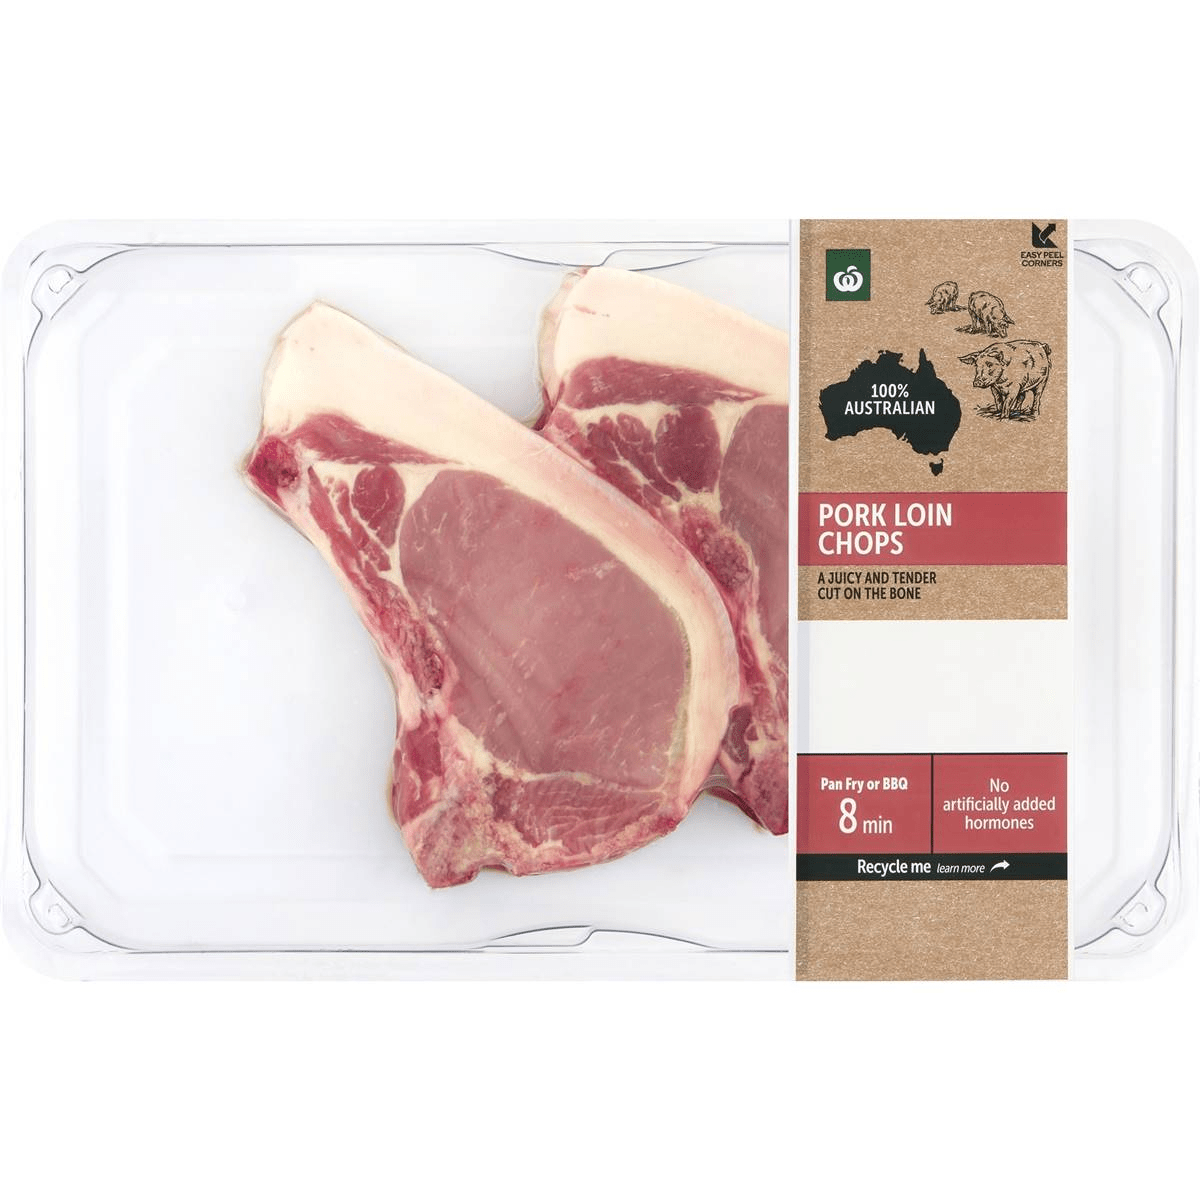 EASY PEEL
CORNERS
100%
AUSTRALIAN
PORK LOIN
CHOPS
A JUICY AND TENDER
CUT ON THE BONE
Pan Fry or BBQ
8 min
No
artificially added
hormones
Recycle me learn more